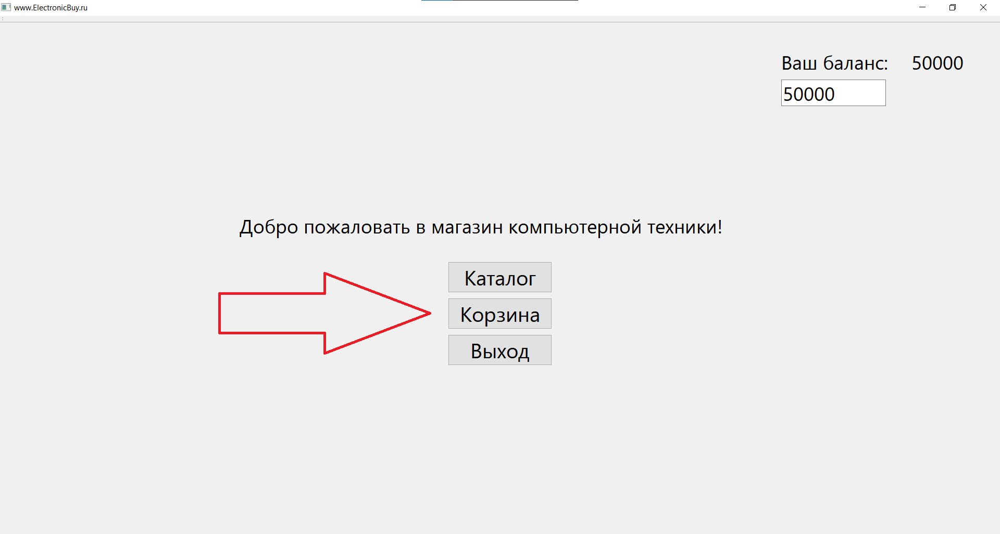 www.ElectronicBuy.ru
Ваш баланс: 50000
50000
Добро пожаловать в магазин компьютерной техники!
Каталог
Корзина
Выход